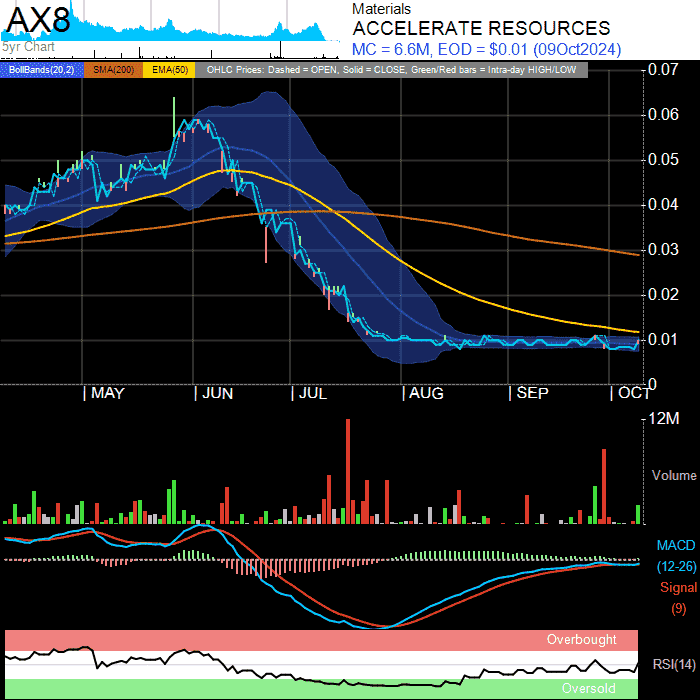 AX8
5yr Chart
Materials
ACCELERATE RESOURCES
MC = 6.6M, EOD = $0.01 (09Oct2024)
BollBands(20,2) SMA(200) EMA(50) OHLC Prices: Dashed = OPEN, Solid = CLOSE, Green/Red bars = Intra-day HIGH/LOW
0.07
0.06
0.05
0.04
0.03
0.02
0.01
0
MAY JUN JUL AUG SEP OCT
12M
Volume
MACD
(12-26)
Signal
(9)
Overbought
RSI(14)
Oversold